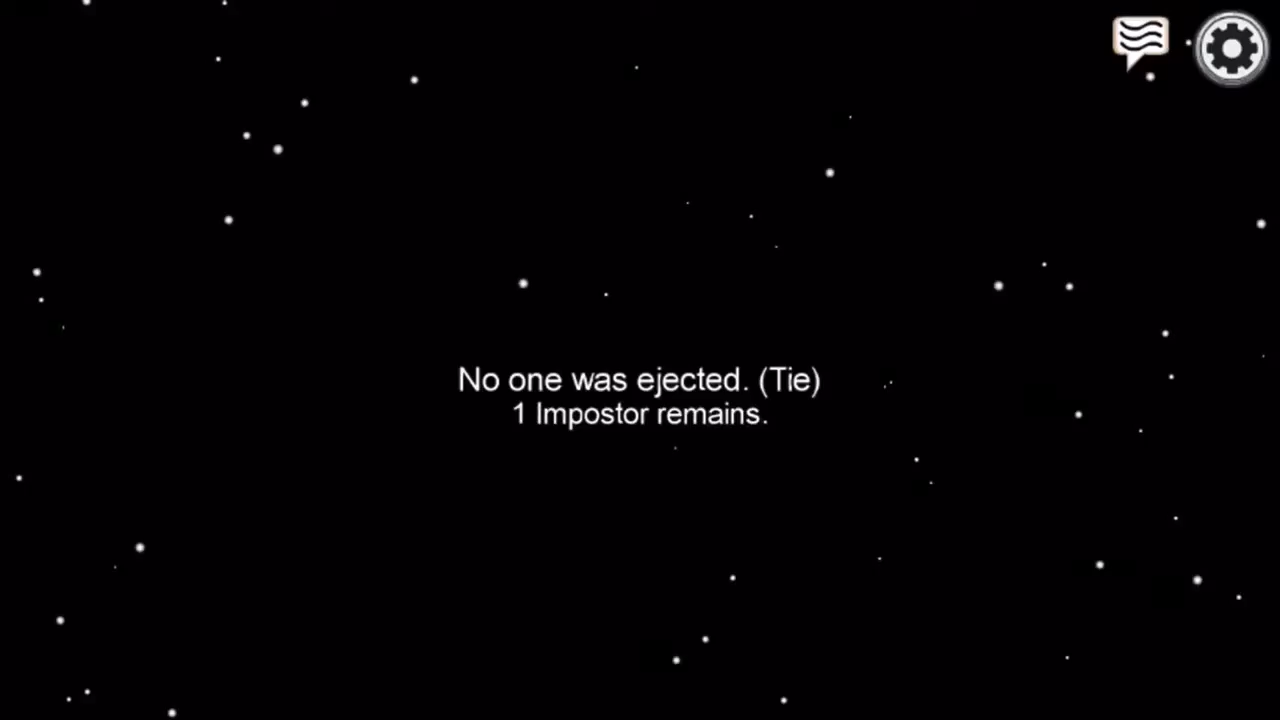 No one was ejected. (Tie)
1 Impostor remains.